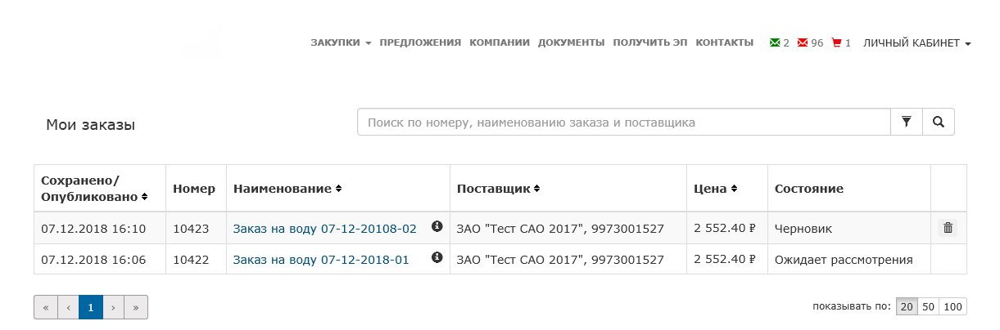 ЗАКУПКИ ПРЕДЛОЖЕНИЯ КОМПАНИИ ДОКУМЕНТЫ ПОЛУЧИТЬ ЭП КОНТАКТЫ 2 96 1 ЛИЧНЫЙ КАБИНЕТ
Мои заказы
Поиск по номеру, наименованию заказа и поставщика
Сохранено/
Опубликовано Номер Наименование Поставщик Цена Состояние
07.12.2018 16:10 10423 Заказ на воду 07-12-20108-02 ЗАО "Тест САО 2017", 9973001527 2 552.40 ₽ Черновик
07.12.2018 16:06 10422 Заказ на воду 07-12-2018-01 ЗАО "Тест САО 2017", 9973001527 2 552.40 ₽ Ожидает рассмотрения
« ‹ 1 › » показывать по: 20 50 100